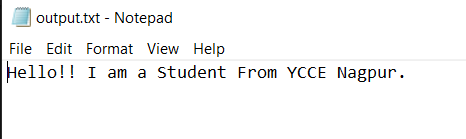 output.txt - Notepad
File Edit Format View Help
Hello!! I am a Student From YCCE Nagpur.